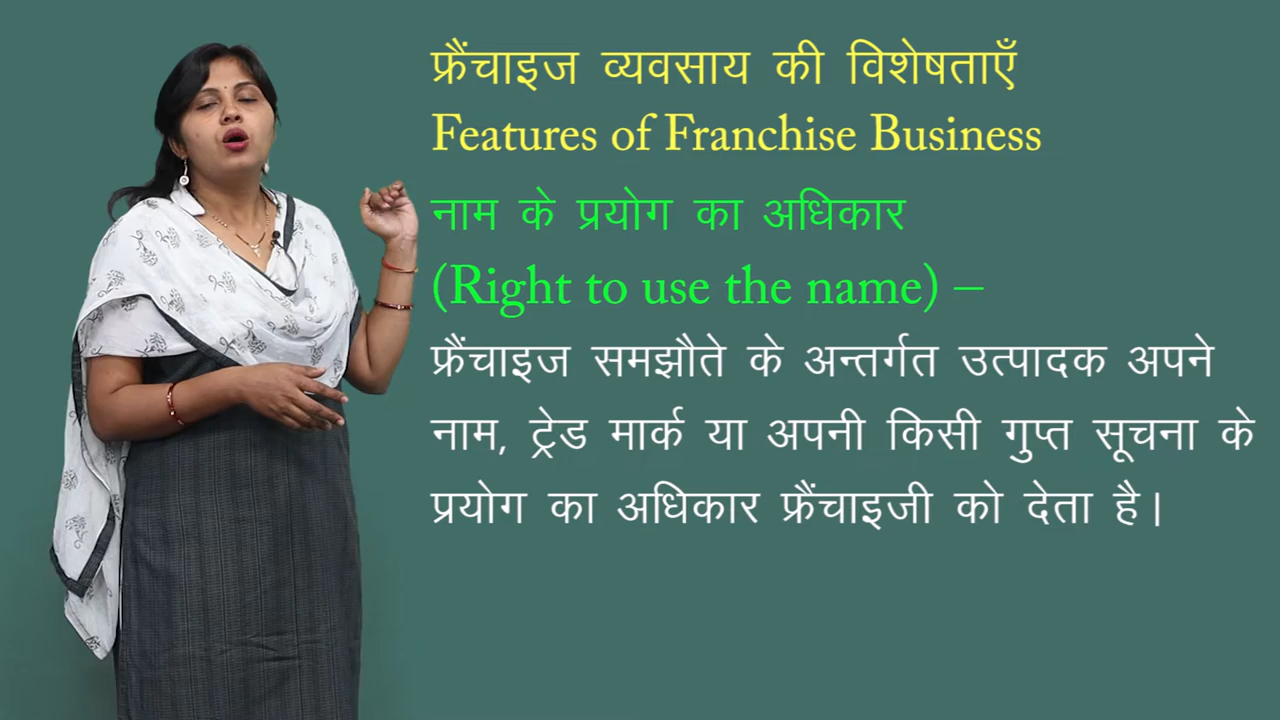 फ्रैंचाइज व्यवसाय की विशेषताएँ
Features of Franchise Business
नाम के प्रयोग का अधिकार
(Right to use the name) –
फ्रैंचाइज समझौते के अन्तर्गत उत्पादक अपने
नाम, ट्रेड मार्क या अपनी किसी गुप्त सूचना के
प्रयोग का अधिकार फ्रैंचाइजी को देता है।